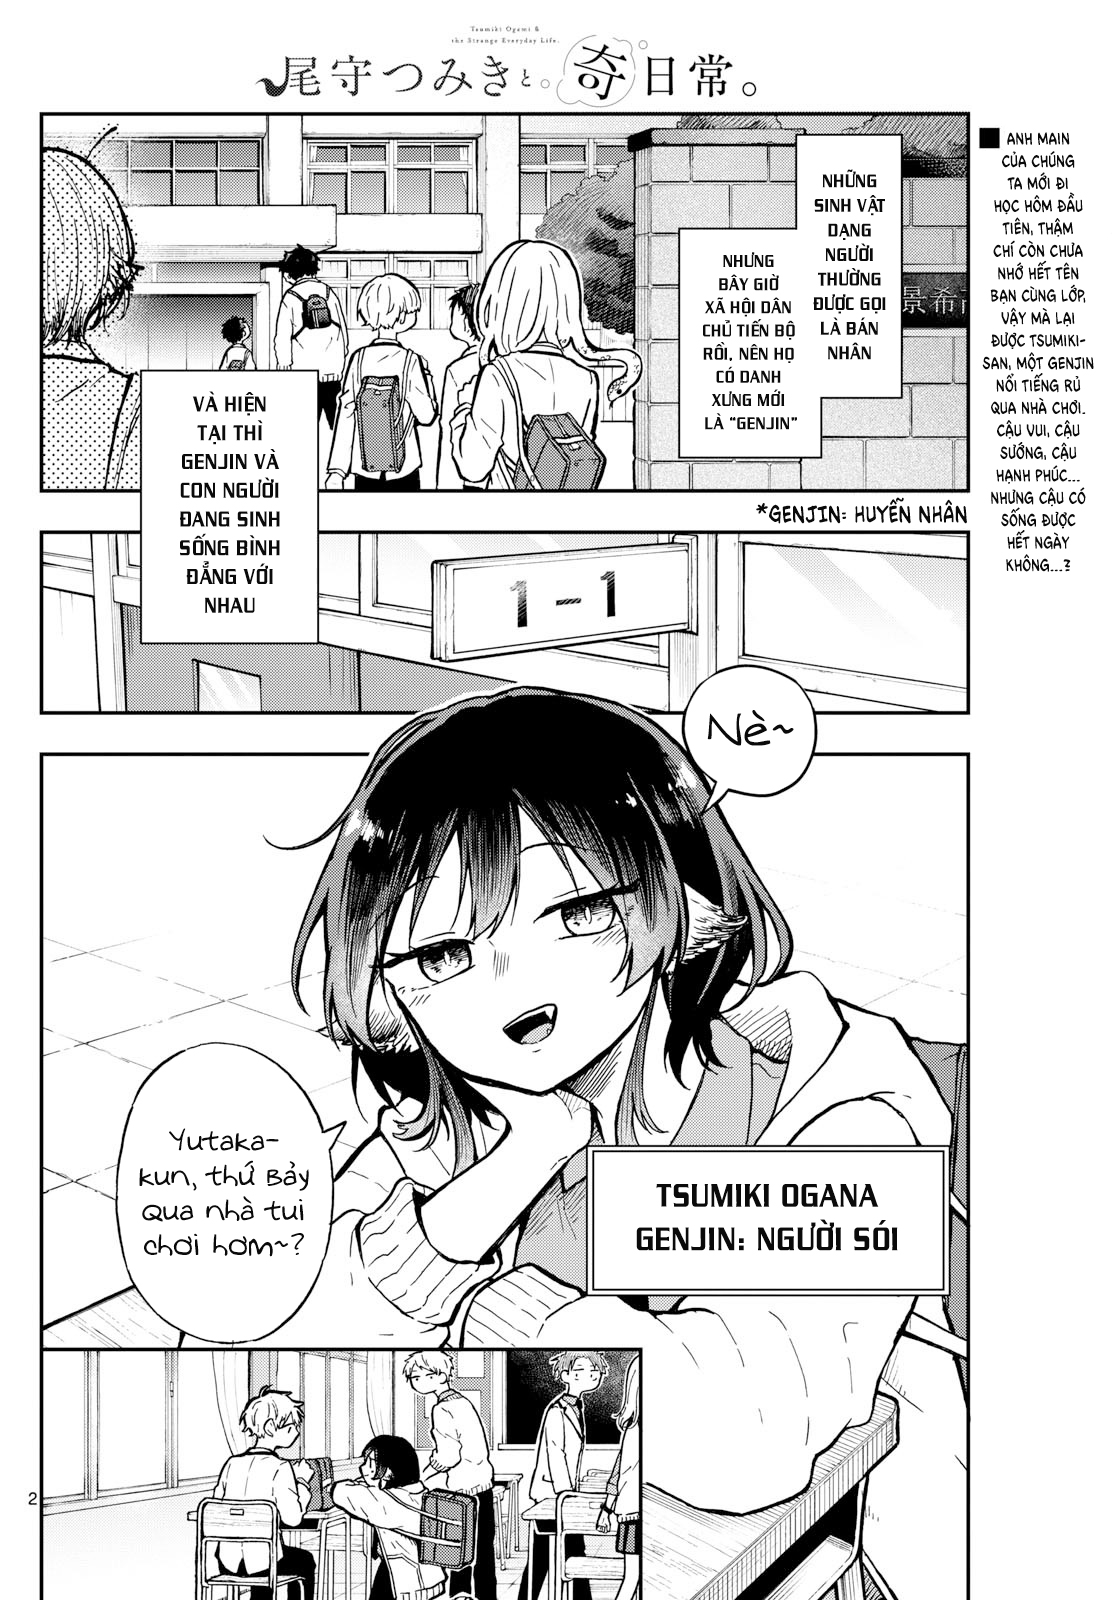 Tsumiki Ogami &
the Strange Everyday Life.
尾守つみきと。奇日常。
ANH MAIN
CỦA CHÚNG
TA MỚI ĐI
HỌC HÔM ĐẦU
TIÊN, THẬM
CHÍ CÒN CHƯA
NHỚ HẾT TÊN
BẠN CÙNG LỚP,
VẬY MÀ LẠI
ĐƯỢC TSUMIKI-
SAN, MỘT GENJIN
NỔI TIẾNG RỦ
QUA NHÀ CHƠI.
CẬU VUI, CẬU
SƯỚNG, CẬU
HẠNH PHÚC...
NHƯNG CẬU CÓ
SỐNG ĐƯỢC
HẾT NGÀY
KHÔNG...?
NHỮNG
SINH VẬT
DẠNG
NGƯỜI
THƯỜNG
ĐƯỢC GỌI
LÀ BÁN
NHÂN
NHƯNG
BÂY GIỜ
XÃ HỘI DÂN
CHỦ TIẾN BỘ
RỒI, NÊN HỌ
CÓ DANH
XƯNG MỚI
LÀ "GENJIN"
景希高
VÀ HIỆN
TẠI THÌ
GENJIN VÀ
CON NGƯỜI
ĐANG SINH
SỐNG BÌNH
ĐẲNG VỚI
NHAU
*GENJIN: HUYỄN NHÂN
1-1
Nè~
Yutaka-
kun, thứ Bảy
qua nhà tui
chơi hơm~?
TSUMIKI OGANA
GENJIN: NGƯỜI SÓI
2